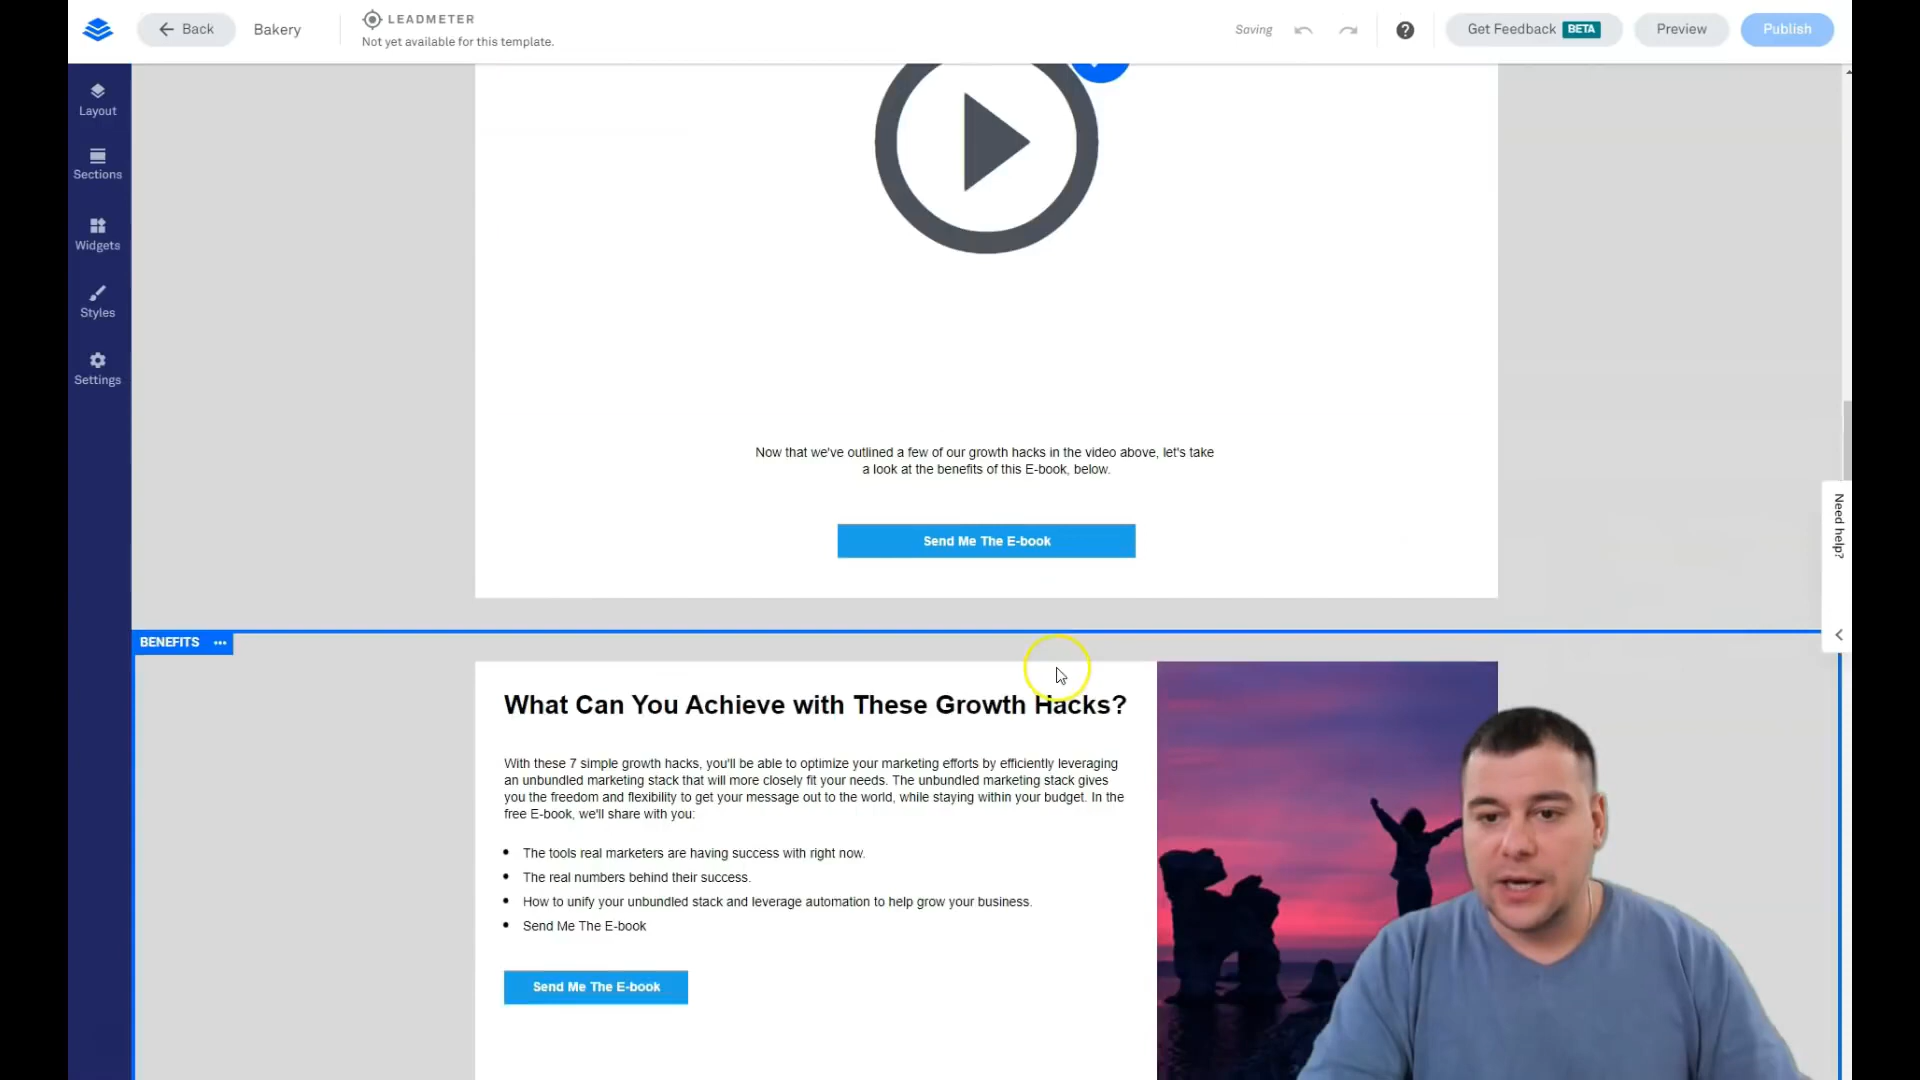 Back
Bakery
LEADMETER
Not yet available for this template.
Saving
?
Get Feedback BETA
Preview
Publish
Layout
Sections
Widgets
Styles
Settings
Now that we've outlined a few of our growth hacks in the video above, let's take
a look at the benefits of this E-book, below.
Send Me The E-book
Need help?
BENEFITS
What Can You Achieve with These Growth Hacks?
With these 7 simple growth hacks, you'll be able to optimize your marketing efforts by efficiently leveraging
an unbundled marketing stack that will more closely fit your needs. The unbundled marketing stack gives
you the freedom and flexibility to get your message out to the world, while staying within your budget. In the
free E-book, we'll share with you:
The tools real marketers are having success with right now.
The real numbers behind their success.
How to unify your unbundled stack and leverage automation to help grow your business.
Send Me The E-book
Send Me The E-book